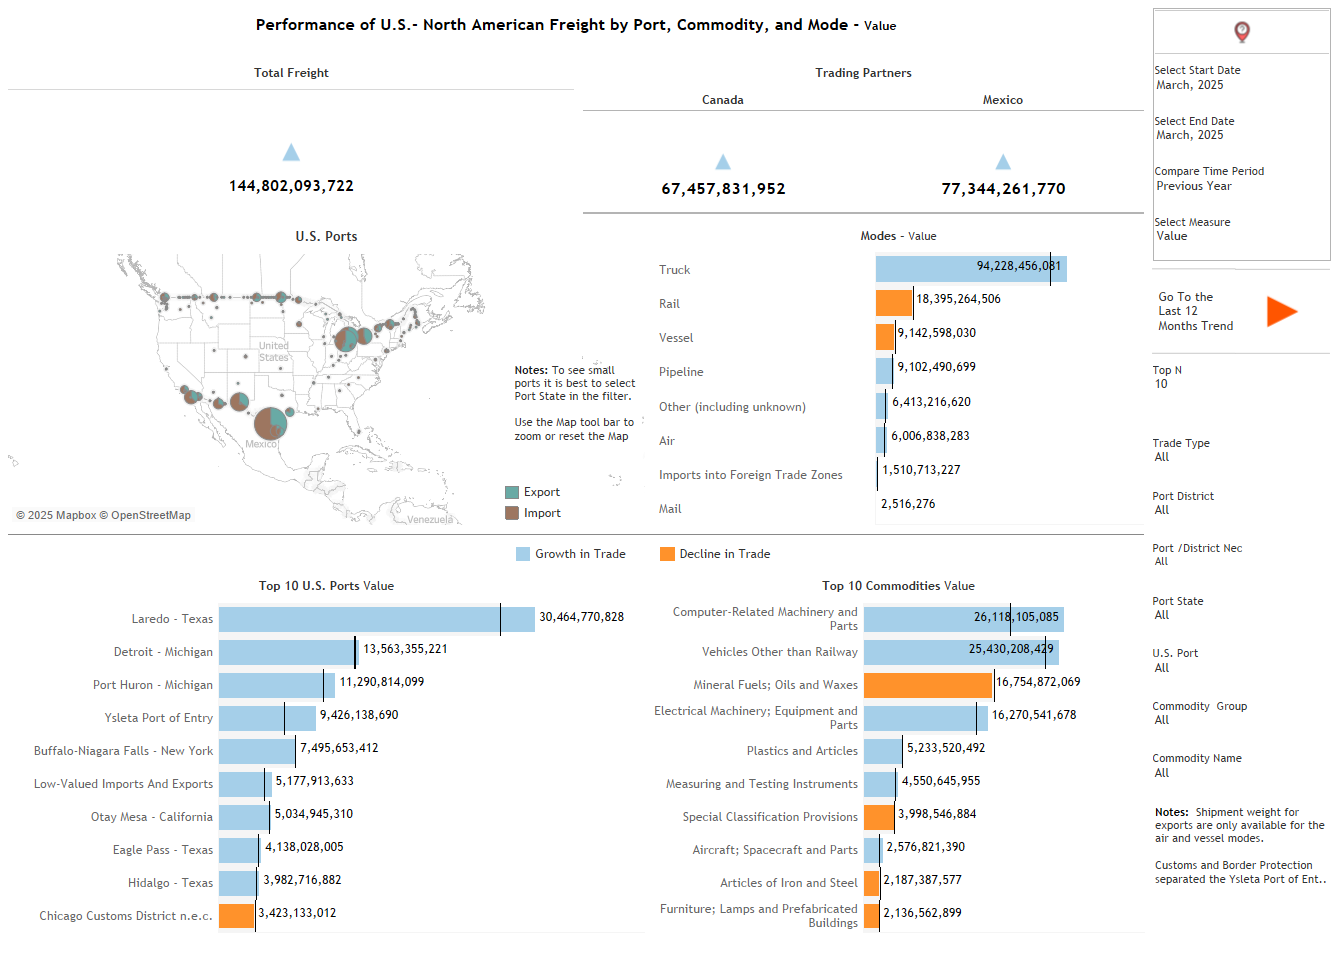 Performance of U.S.- North American Freight by Port, Commodity, and Mode - Value
Total Freight
144,802,093,722
Trading Partners
Canada
Mexico
67,457,831,952
77,344,261,770
U.S. Ports
United
States
Mexico
Venezuela
© 2025 Mapbox © OpenStreetMap
Notes: To see small
ports it is best to select
Port State in the filter.
Use the Map tool bar to
zoom or reset the Map
Export
Import
Modes - Value
Truck
94,228,456,081
Rail
18,395,264,506
Vessel
9,142,598,030
Pipeline
9,102,490,699
Other (including unknown)
6,413,216,620
Air
6,006,838,283
Imports into Foreign Trade Zones
1,510,713,227
Mail
2,516,276
Growth in Trade
Decline in Trade
Top 10 U.S. Ports Value
Laredo - Texas
30,464,770,828
Detroit - Michigan
13,563,355,221
Port Huron - Michigan
11,290,814,099
Ysleta Port of Entry
9,426,138,690
Buffalo-Niagara Falls - New York
7,495,653,412
Low-Valued Imports And Exports
5,177,913,633
Otay Mesa - California
5,034,945,310
Eagle Pass - Texas
4,138,028,005
Hidalgo - Texas
3,982,716,882
Chicago Customs District n.e.c.
3,423,133,012
Top 10 Commodities Value
Computer-Related Machinery and
Parts
26,118,105,085
Vehicles Other than Railway
25,430,208,429
Mineral Fuels; Oils and Waxes
16,754,872,069
Electrical Machinery; Equipment and
Parts
16,270,541,678
Plastics and Articles
5,233,520,492
Measuring and Testing Instruments
4,550,645,955
Special Classification Provisions
3,998,546,884
Aircraft; Spacecraft and Parts
2,576,821,390
Articles of Iron and Steel
2,187,387,577
Furniture; Lamps and Prefabricated
Buildings
2,136,562,899
Select Start Date
March, 2025
Select End Date
March, 2025
Compare Time Period
Previous Year
Select Measure
Value
Go To the
Last 12
Months Trend
Top N
10
Trade Type
All
Port District
All
Port /District Nec
All
Port State
All
U.S. Port
All
Commodity Group
All
Commodity Name
All
Notes: Shipment weight for
exports are only available for the
air and vessel modes.
Customs and Border Protection
separated the Ysleta Port of Ent..